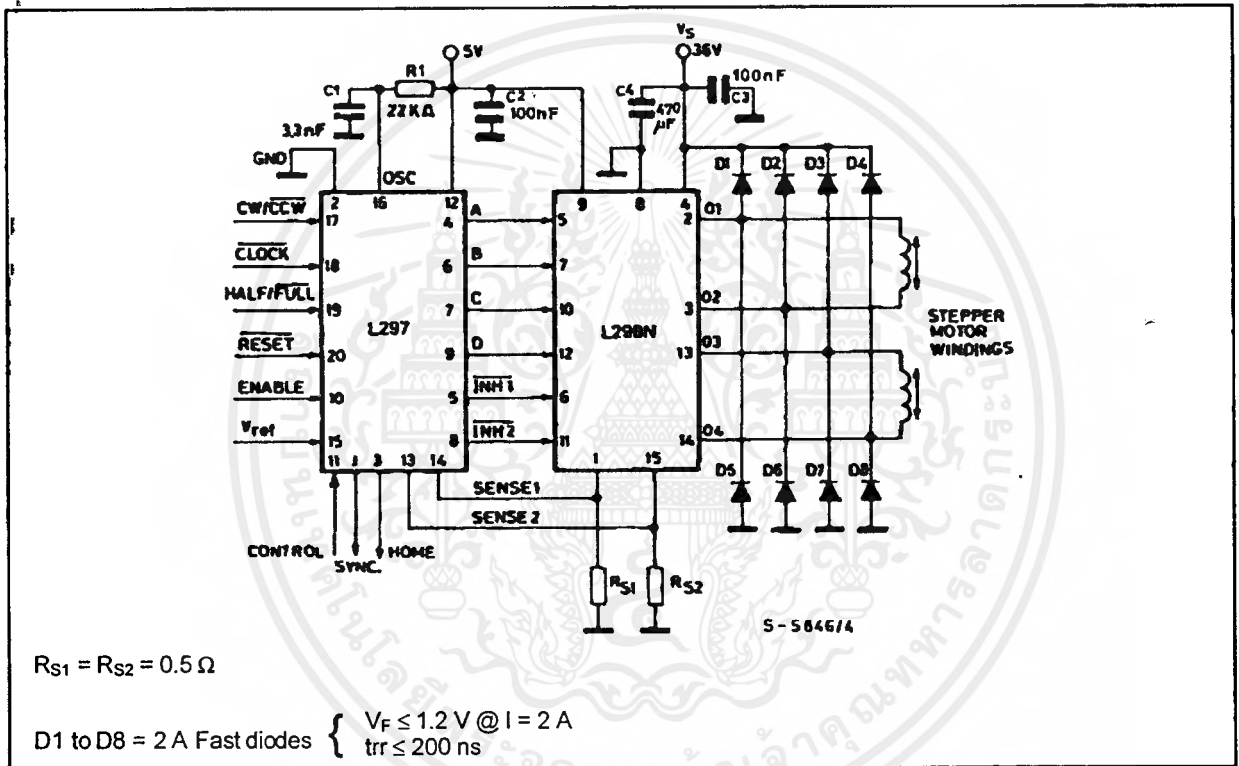 5V
VS
36V
R1
C1
22KΩ
3.3nF
C2
100nF
C4
470
µF
100nF
C3
GND
OSC
D1 D2 D3 D4
2 16 12
9 8 4
CW/CCW 17
4 A 5
2 O1
CLOCK 18
6 B 7
HALF/FULL 19
7 C 10
3 O2
L297
L298N
STEPPER
MOTOR
WINDINGS
RESET 20
9 D 12
13 O3
ENABLE 10
5 INH1 6
Vref 15
8 INH2 11
14 O4
11 1 3 13 14
1 15
D5 D6 D7 D8
SENSE1
SENSE 2
CONTROL
SYNC.
HOME
RS1
RS2
S-5846/4
RS1 = RS2 = 0.5 Ω
D1 to D8 = 2 A Fast diodes {
VF ≤ 1.2 V @ I = 2 A
trr ≤ 200 ns